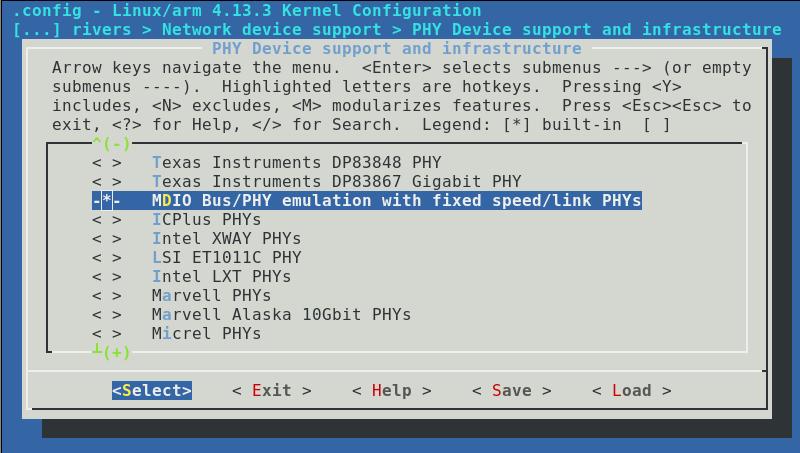 .config - Linux/arm 4.13.3 Kernel Configuration
[...] rivers > Network device support > PHY Device support and infrastructure
PHY Device support and infrastructure
Arrow keys navigate the menu.  <Enter> selects submenus ---> (or empty
submenus ----).  Highlighted letters are hotkeys.  Pressing <Y>
includes, <N> excludes, <M> modularizes features.  Press <Esc><Esc> to
exit, <?> for Help, </> for Search.  Legend: [*] built-in  [ ]
^(-)
< >   Texas Instruments DP83848 PHY
< >   Texas Instruments DP83867 Gigabit PHY
-*-   MDIO Bus/PHY emulation with fixed speed/link PHYs
< >   ICPlus PHYs
< >   Intel XWAY PHYs
< >   LSI ET1011C PHY
< >   Intel LXT PHYs
< >   Marvell PHYs
< >   Marvell Alaska 10Gbit PHYs
< >   Micrel PHYs
┴(+)
<Select>    < Exit >    < Help >    < Save >    < Load >